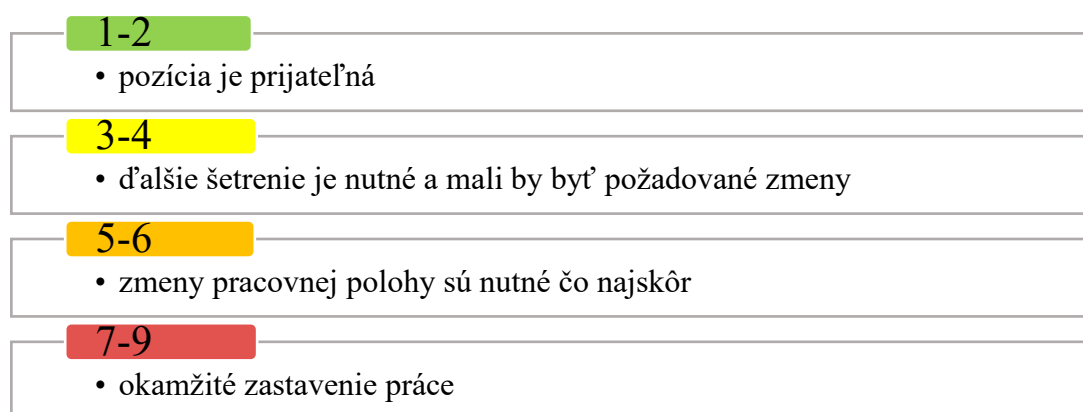 1-2
• pozícia je prijateľná
3-4
• ďalšie šetrenie je nutné a mali by byť požadované zmeny
5-6
• zmeny pracovnej polohy sú nutné čo najskôr
7-9
• okamžité zastavenie práce